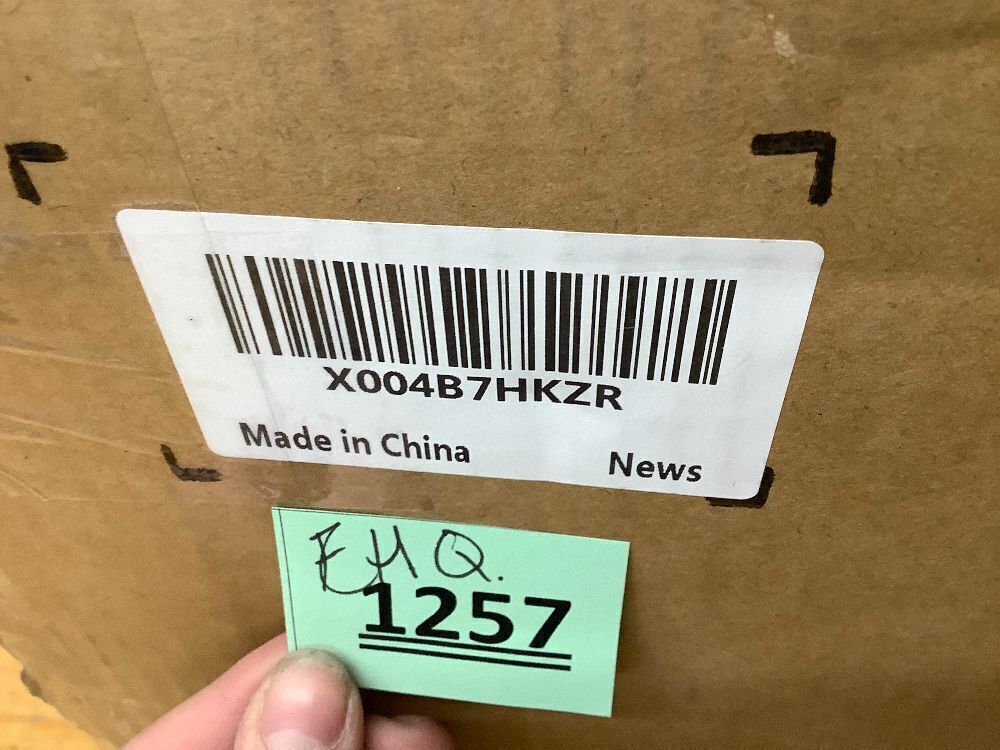 X004B7HKZR
Made in China
News
EHQ.
1257